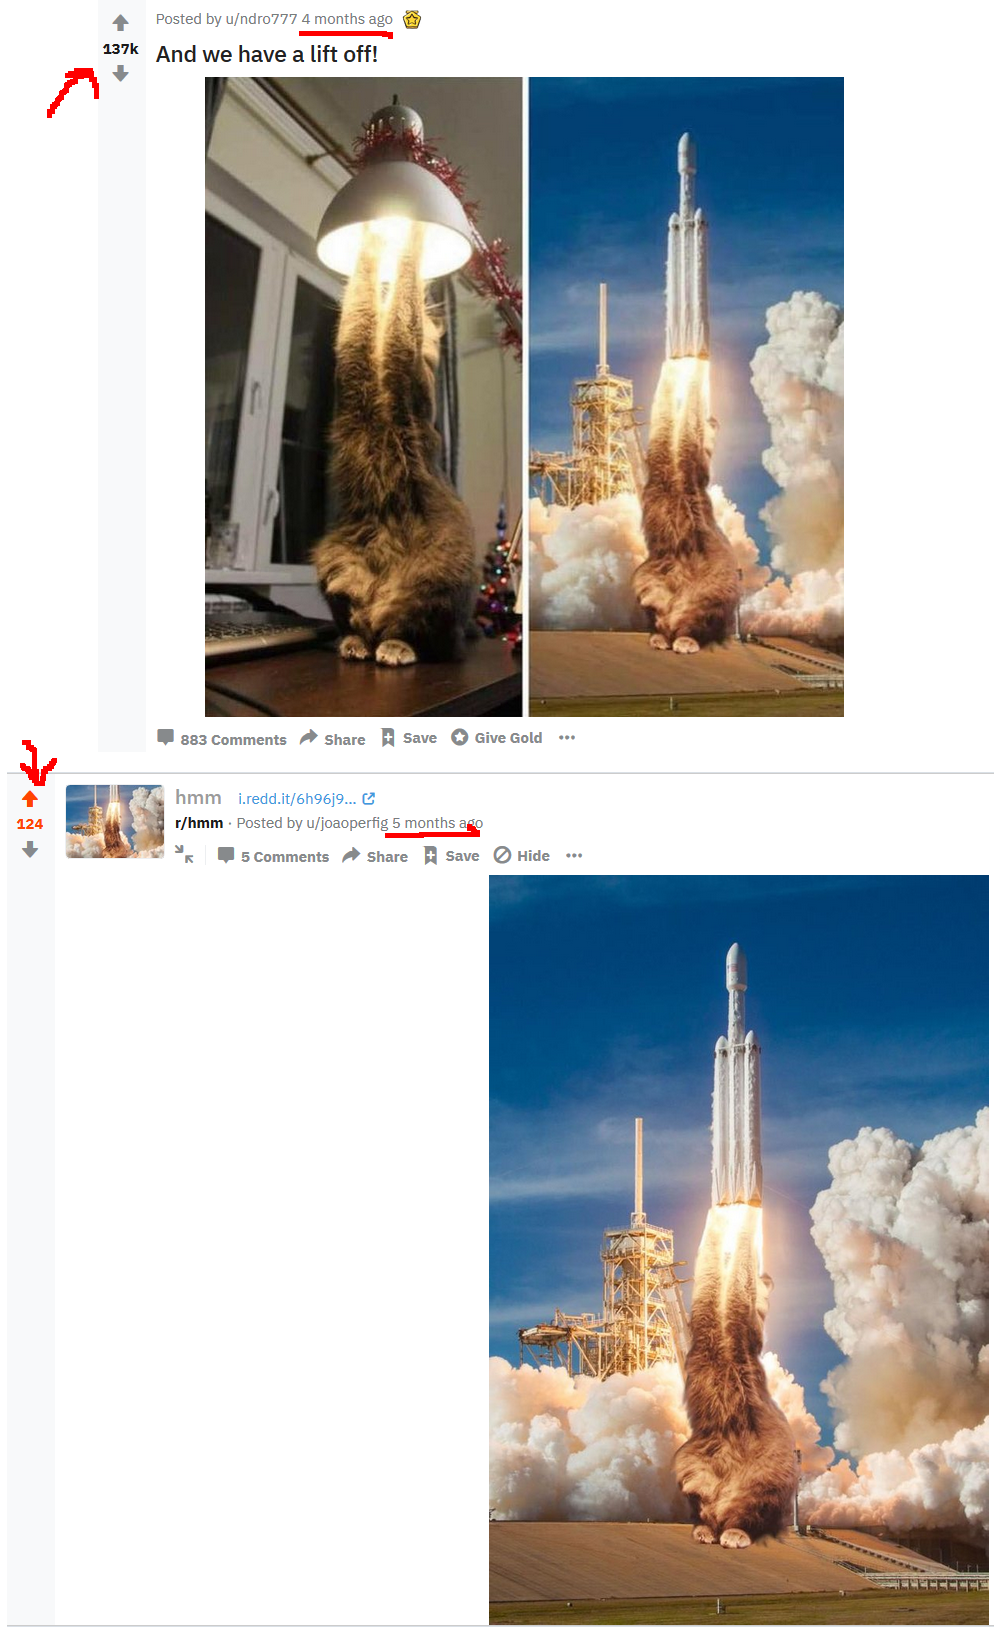 Posted by u/ndro777 4 months ago
137k
And we have a lift off!
883 Comments Share Save Give Gold ...
hmm i.redd.it/6h96j9...
124
r/hmm · Posted by u/joaoperfig 5 months ago
5 Comments Share Save Hide ...